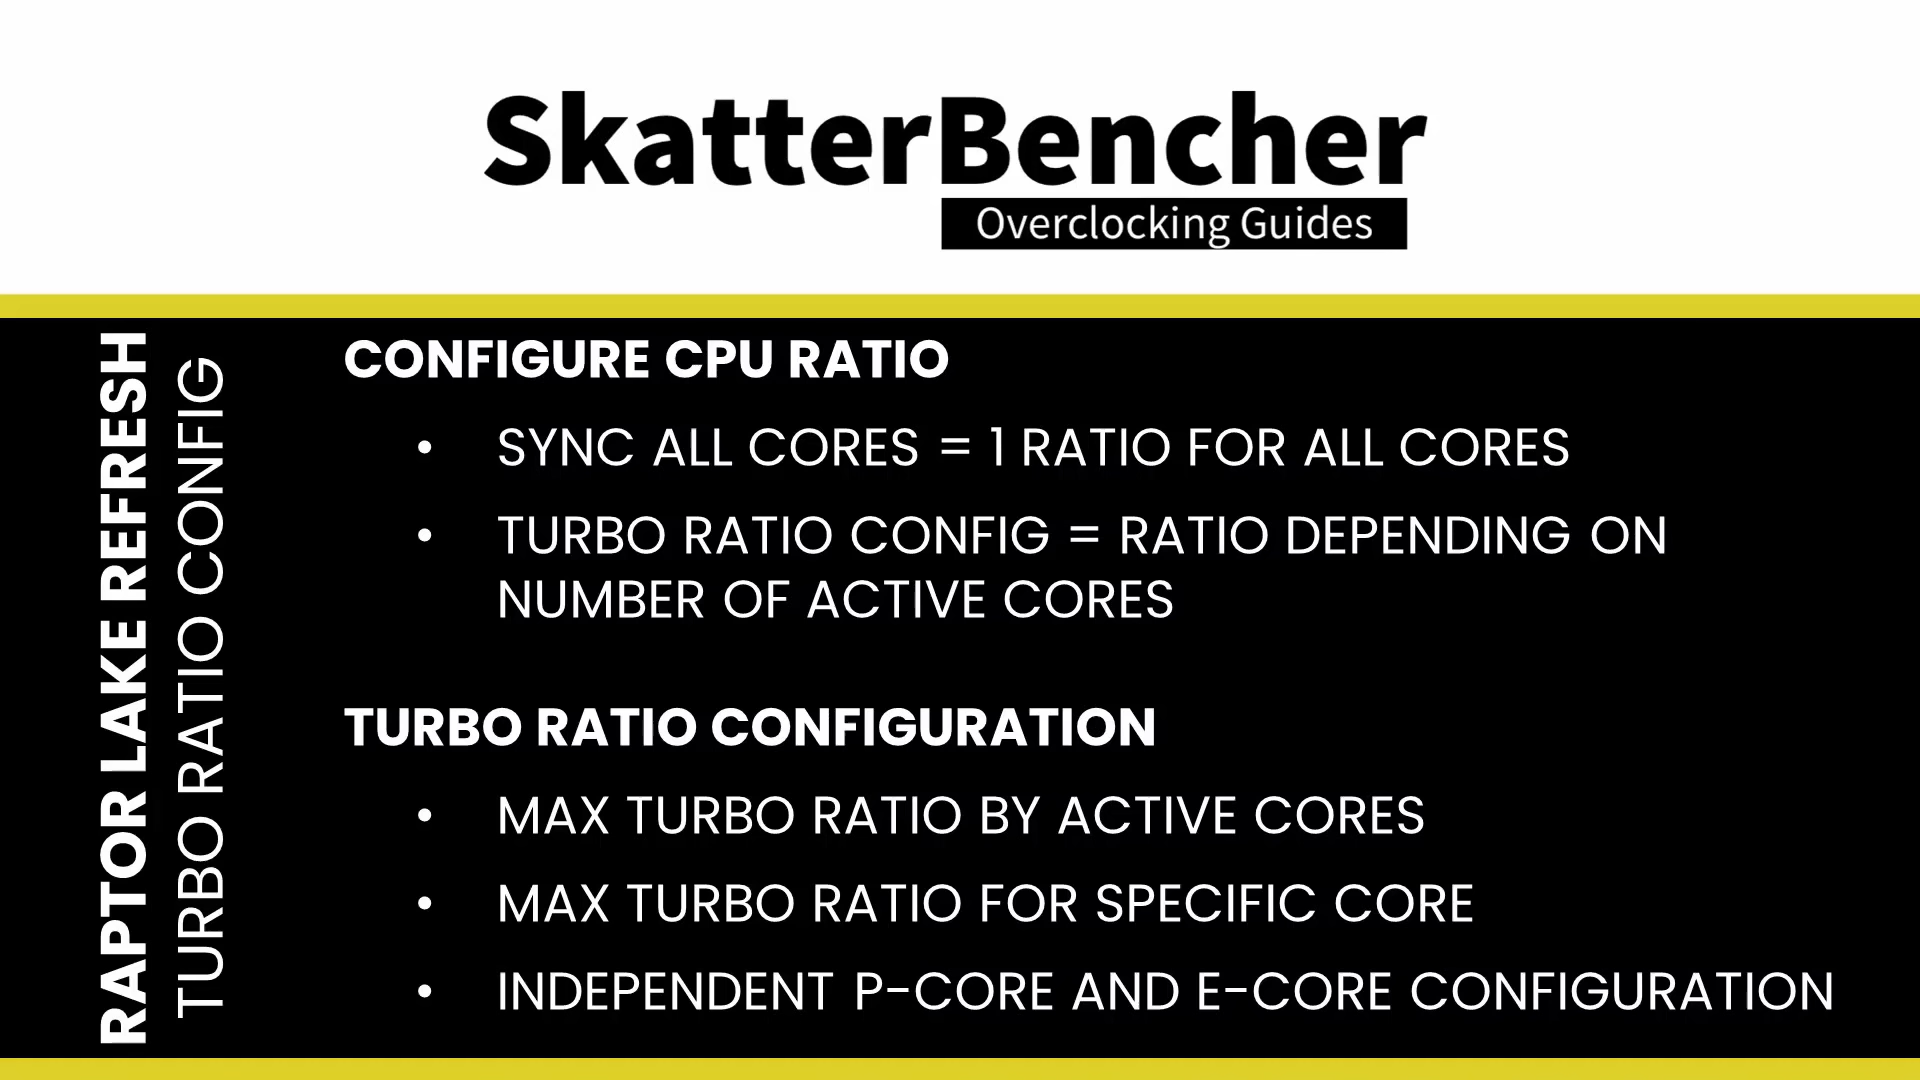 SkatterBencher
Overclocking Guides
RAPTOR LAKE REFRESH
TURBO RATIO CONFIG
CONFIGURE CPU RATIO
• SYNC ALL CORES = 1 RATIO FOR ALL CORES
• TURBO RATIO CONFIG = RATIO DEPENDING ON
NUMBER OF ACTIVE CORES
TURBO RATIO CONFIGURATION
• MAX TURBO RATIO BY ACTIVE CORES
• MAX TURBO RATIO FOR SPECIFIC CORE
• INDEPENDENT P-CORE AND E-CORE CONFIGURATION